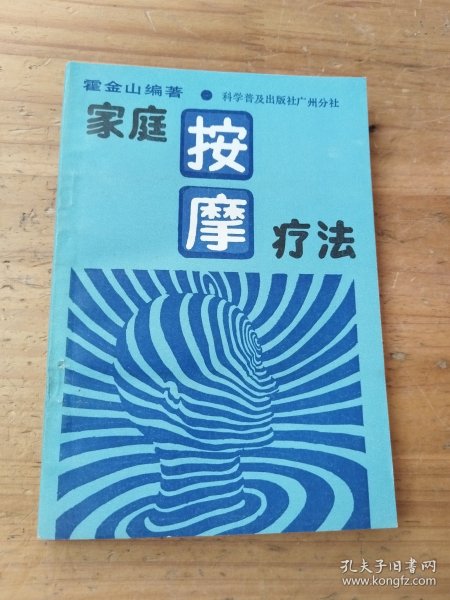 霍金山编著 ● 科学普及出版社广州分社
家庭
按
摩
疗法
孔夫子旧书网
www.kongfz.com